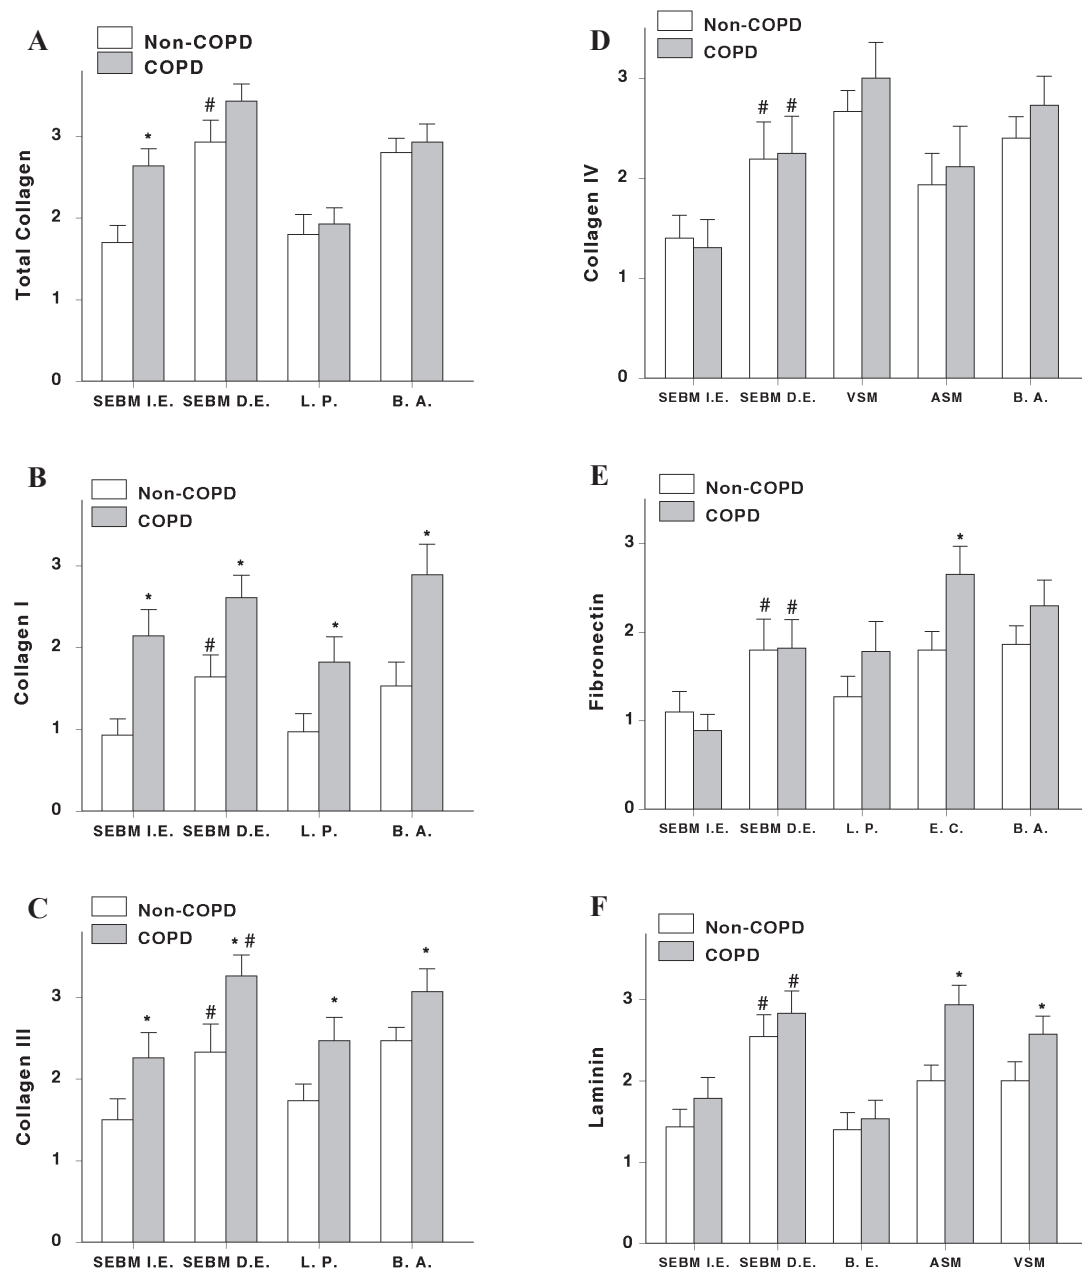 A
Non-COPD
COPD
Total Collagen
3
2
1
0
#
*
SEBM I.E. SEBM D.E. L. P. B. A.
B
Non-COPD
COPD
Collagen I
3
2
1
0
*
#
*
*
*
SEBM I.E. SEBM D.E. L. P. B. A.
C
Non-COPD
COPD
Collagen III
3
2
1
0
*
#
* #
*
*
SEBM I.E. SEBM D.E. L. P. B. A.
D
Non-COPD
COPD
Collagen IV
3
2
1
0
#
#
SEBM I.E. SEBM D.E. VSM ASM B. A.
E
Non-COPD
COPD
Fibronectin
3
2
1
0
#
#
*
SEBM I.E. SEBM D.E. L. P. E. C. B. A.
F
Non-COPD
COPD
Laminin
3
2
1
0
#
#
*
*
SEBM I.E. SEBM D.E. B. E. ASM VSM